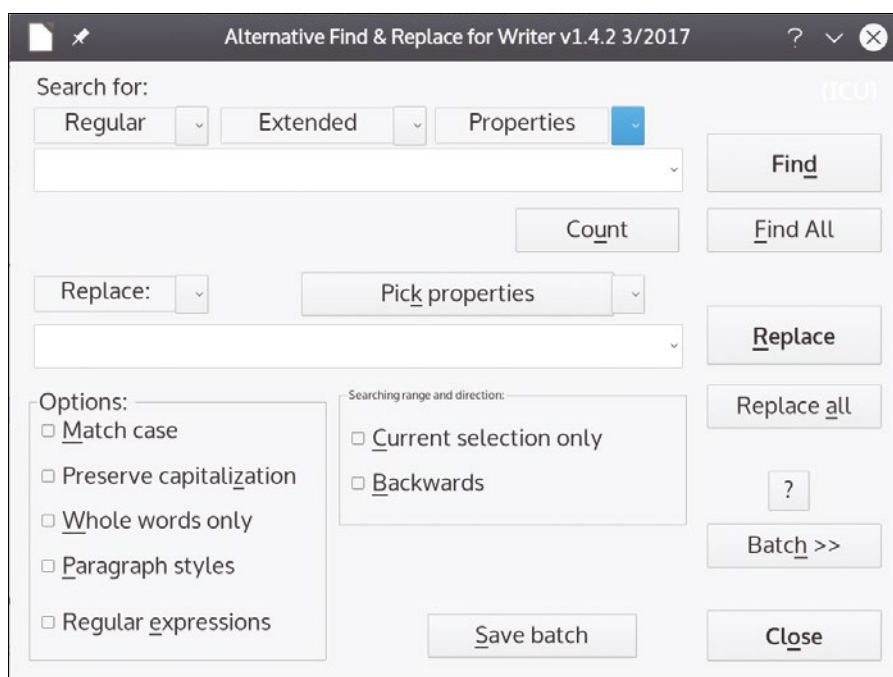 Alternative Find & Replace for Writer v1.4.2 3/2017
?
Search for:
(ICU)
Regular Extended Properties
Find
Count Find All
Replace: Pick properties
Replace
Options:
Searching range and direction:
Replace all
Match case
Current selection only
Preserve capitalization
Backwards
?
Whole words only
Batch >>
Paragraph styles
Regular expressions
Save batch
Close